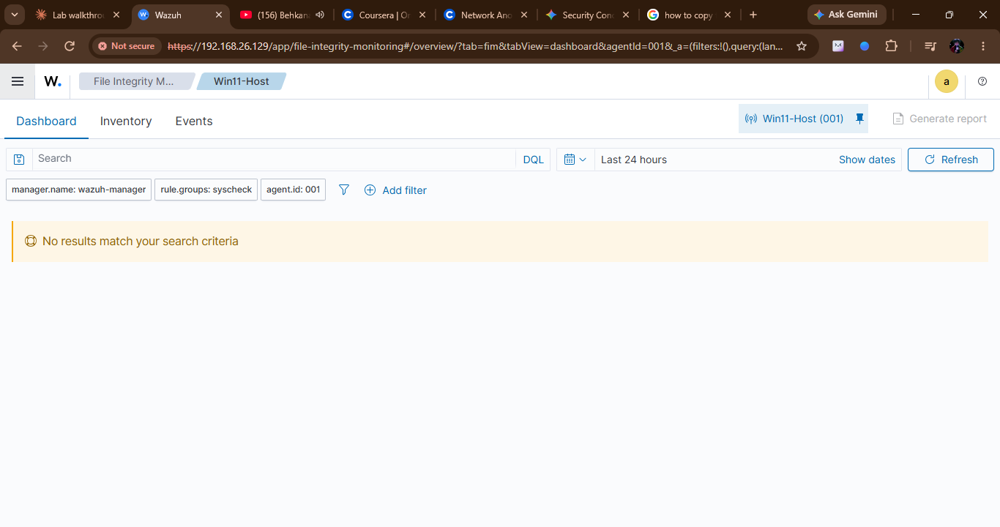 Lab walkthro
Wazuh
(156) Behkana
Coursera | On
Network Ano
Security Conc
how to copy
Ask Gemini
Not secure
https://192.168.26.129/app/file-integrity-monitoring#/overview/?tab=fim&tabView=dashboard&agentId=001&_a=(filters:!(),query:(lan...
W.
File Integrity M...
Win11-Host
a
Dashboard
Inventory
Events
Win11-Host (001)
Generate report
Search
DQL
Last 24 hours
Show dates
Refresh
manager.name: wazuh-manager
rule.groups: syscheck
agent.id: 001
Add filter
No results match your search criteria